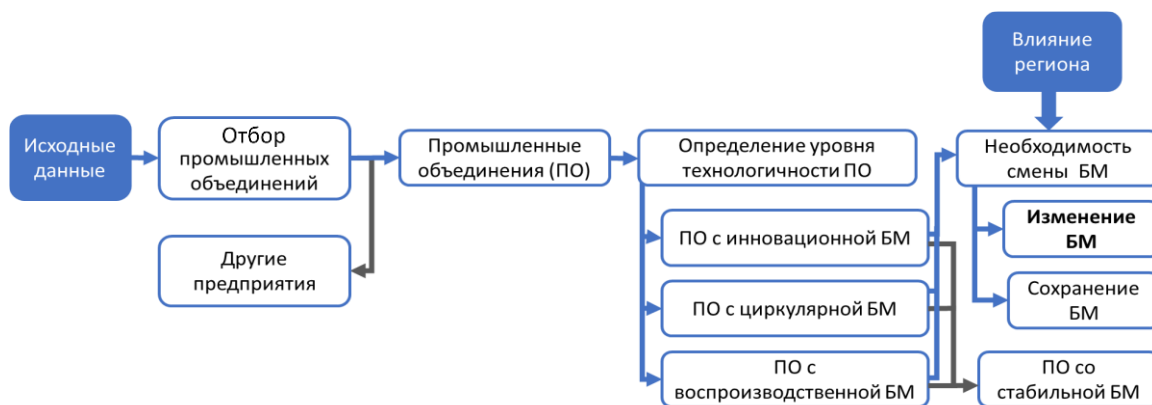 Влияние
региона
Исходные
данные
Отбор
промышленных
объединений
Промышленные
объединения (ПО)
Определение уровня
технологичности ПО
Необходимость
смены БМ
Другие
предприятия
ПО с инновационной БМ
Изменение
БМ
ПО с циркулярной БМ
Сохранение
БМ
ПО с
воспроизводственной БМ
ПО со
стабильной БМ